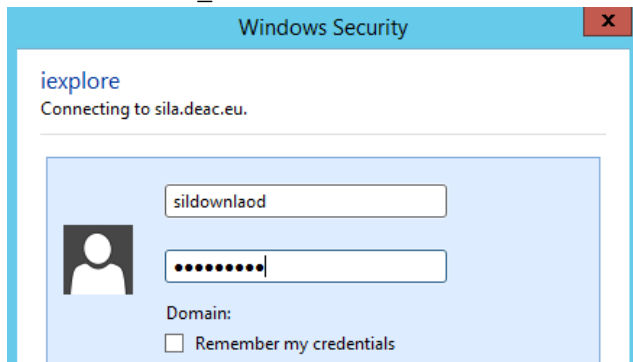 Windows Security
x
iexplore
Connecting to sila.deac.eu.
sildownlaod
•••••••••
Domain:
Remember my credentials